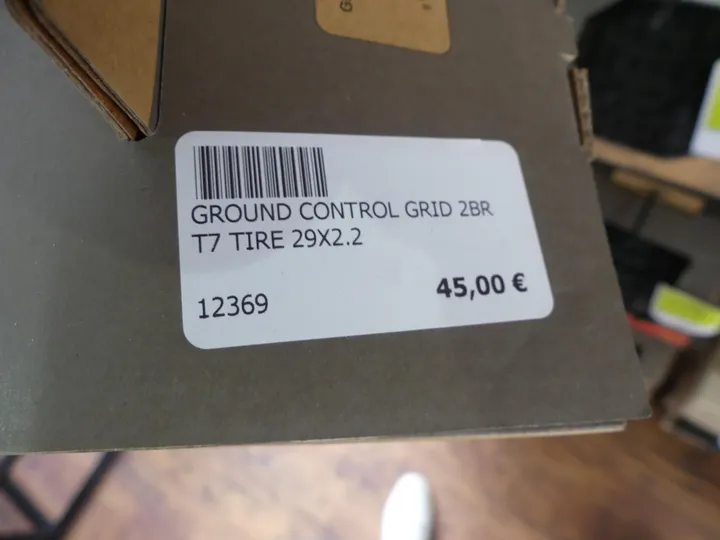 GROUND CONTROL GRID 2BR
T7 TIRE 29X2.2
12369
45,00 €